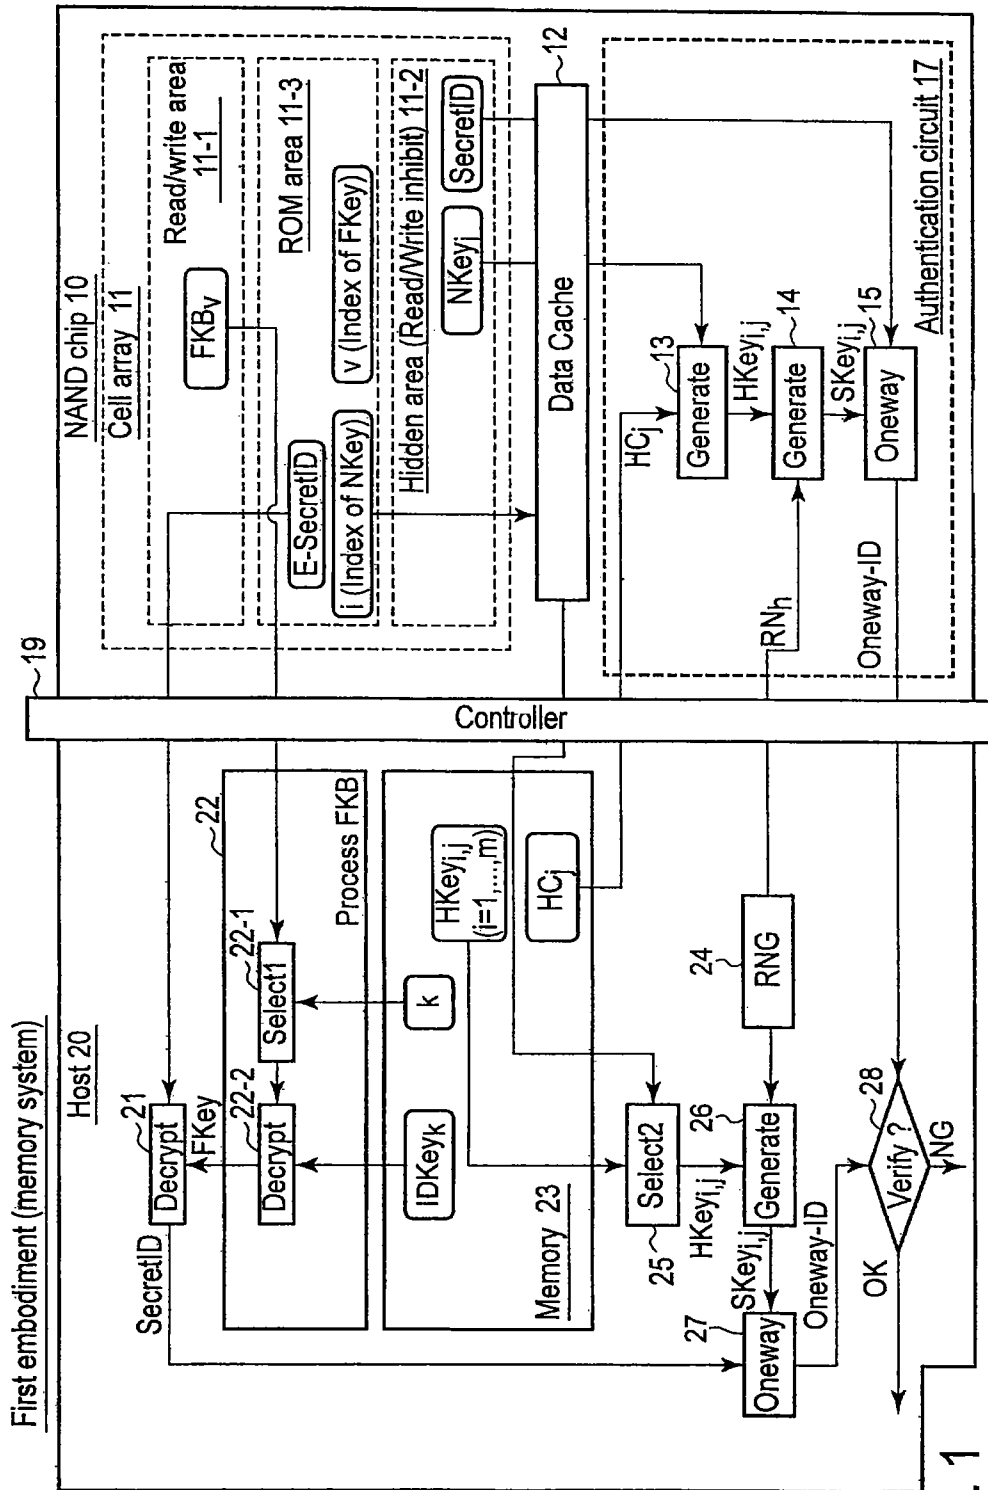 First embodiment (memory system)
Host 20
NAND chip 10
Cell array 11
Read/write area
11-1
FKBv
ROM area 11-3
E-SecretID
i (Index of NKey)
v (Index of FKey)
Hidden area (Read/Write inhibit) 11-2
NKeyi
SecretID
12
Data Cache
Authentication circuit 17
HCj
13
Generate
HKeyi,j
14
Generate
RNh
SKeyi,j
15
Oneway
Oneway-ID
19
Controller
21
Decrypt
SecretID
FKey
22
Process FKB
22-1
Select1
22-2
Decrypt
Memory 23
IDKeyk
k
HKeyi,j
(i=1,...,m)
HCj
24
RNG
25
Select2
HKeyi,j
26
Generate
SKeyi,j
27
Oneway
Oneway-ID
28
Verify ?
NG
OK
1